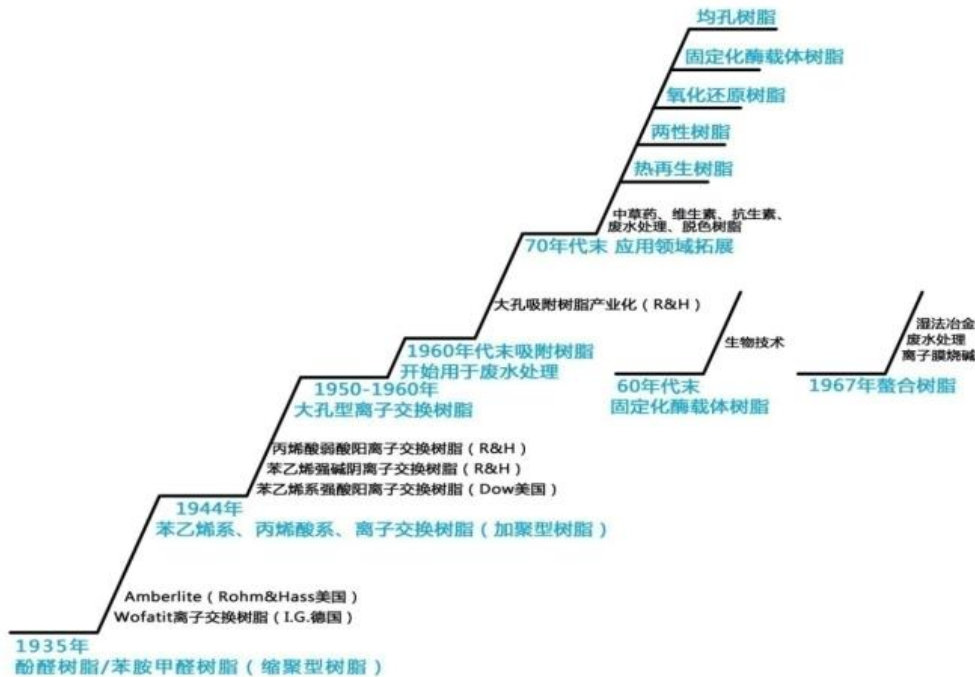 均孔树脂
固定化酶载体树脂
氧化还原树脂
两性树脂
热再生树脂
中草药、维生素、抗生素、
废水处理、脱色树脂
70年代末 应用领域拓展
大孔吸附树脂产业化（R&H）
1960年代末吸附树脂
开始用于废水处理
生物技术
60年代末
固定化酶载体树脂
湿法冶金
废水处理
离子膜烧碱
1967年螯合树脂
1950-1960年
大孔型离子交换树脂
丙烯酸弱酸阳离子交换树脂（R&H）
苯乙烯强碱阴离子交换树脂（R&H）
苯乙烯系强酸阳离子交换树脂（Dow美国）
1944年
苯乙烯系、丙烯酸系、离子交换树脂（加聚型树脂）
Amberlite（Rohm&Hass美国）
Wofatit离子交换树脂（I.G.德国）
1935年
酚醛树脂/苯胺甲醛树脂（缩聚型树脂）